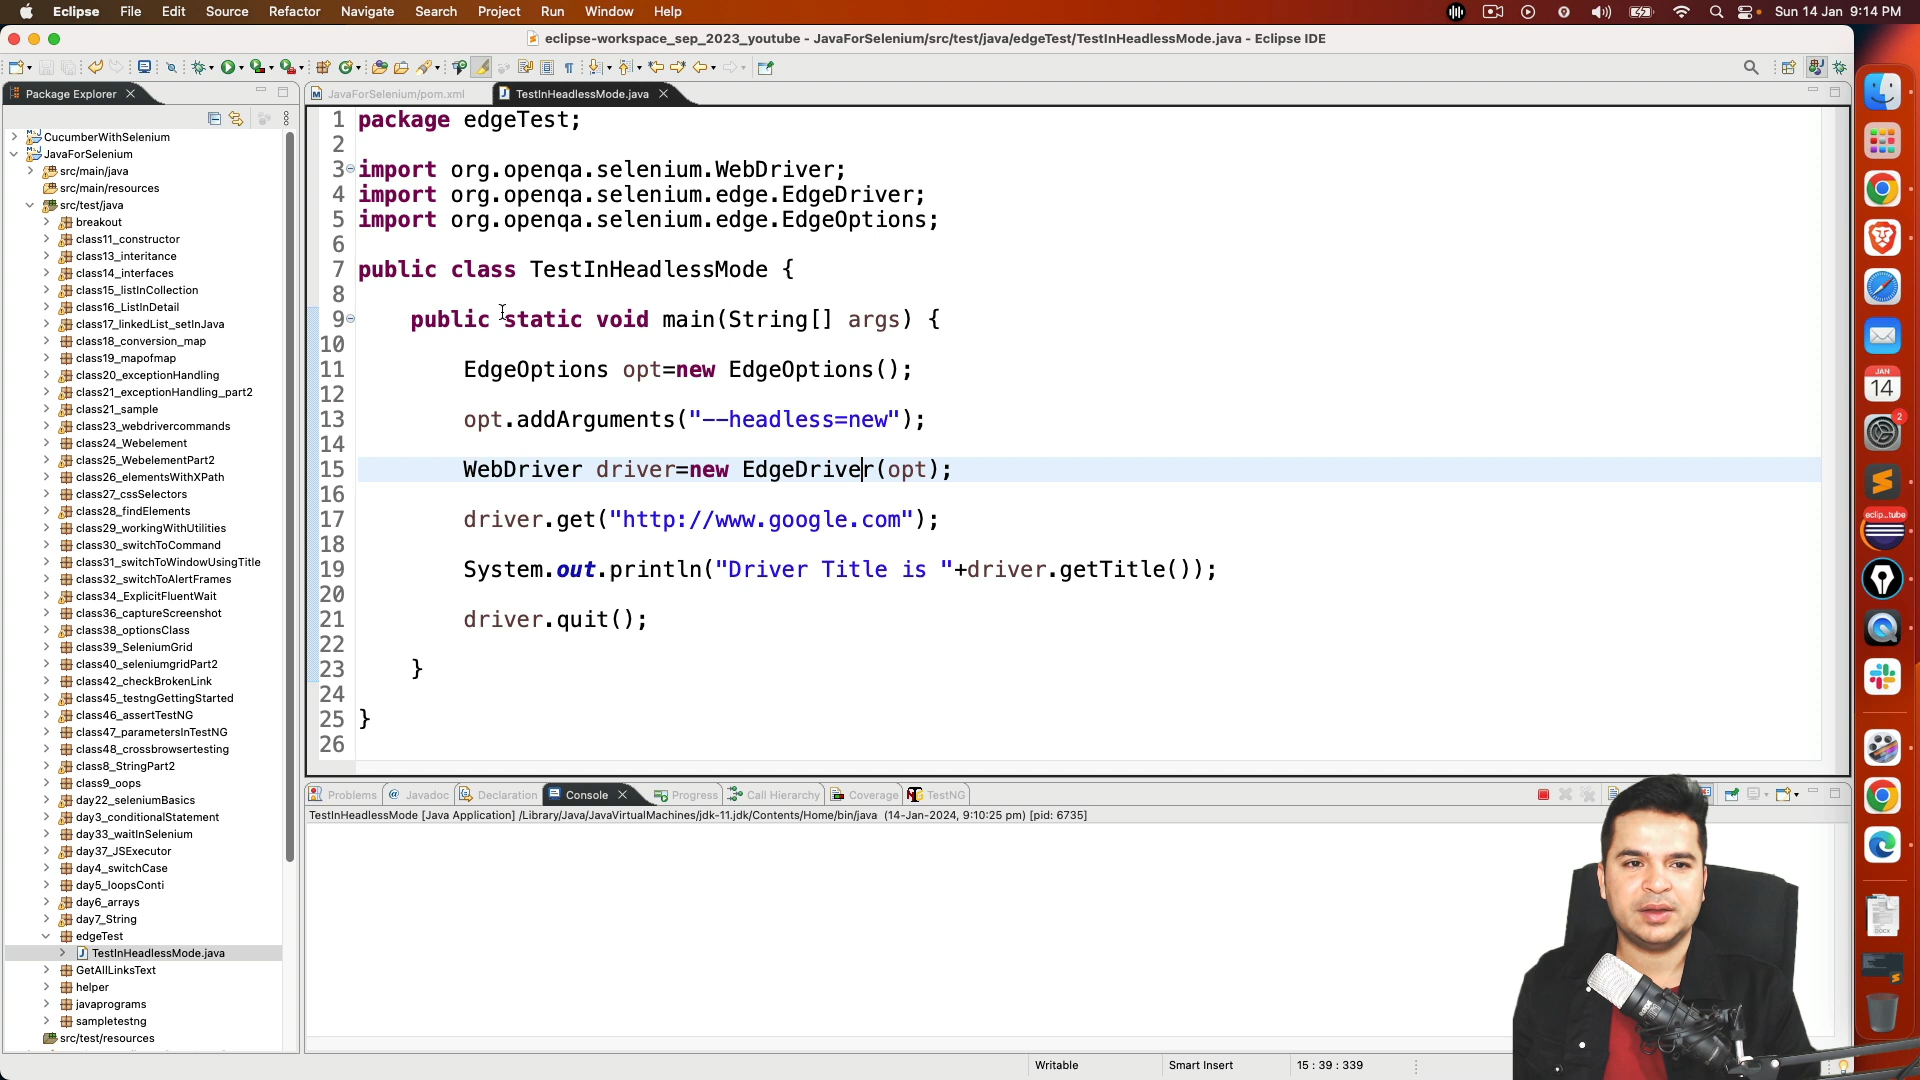 Eclipse File Edit Source Refactor Navigate Search Project Run Window Help Sun 14 Jan 9:14 PM
eclipse-workspace_sep_2023_youtube - JavaForSelenium/src/test/java/edgeTest/TestInHeadlessMode.java - Eclipse IDE
Package Explorer
JavaForSelenium/pom.xml TestInHeadlessMode.java
CucumberWithSelenium
JavaForSelenium
src/main/java
src/main/resources
src/test/java
breakout
class11_constructor
class13_interitance
class14_interfaces
class15_listInCollection
class16_ListInDetail
class17_linkedList_setInJava
class18_conversion_map
class19_mapofmap
class20_exceptionHandling
class21_exceptionHandling_part2
class21_sample
class23_webdrivercommands
class24_Webelement
class25_WebelementPart2
class26_elementsWithXPath
class27_cssSelectors
class28_findElements
class29_workingWithUtilities
class30_switchToCommand
class31_switchToWindowUsingTitle
class32_switchToAlertFrames
class34_ExplicitFluentWait
class36_captureScreenshot
class38_optionsClass
class39_SeleniumGrid
class40_seleniumgridPart2
class42_checkBrokenLink
class45_testngGettingStarted
class46_assertTestNG
class47_parametersInTestNG
class48_crossbrowsertesting
class8_StringPart2
class9_oops
day22_seleniumBasics
day3_conditionalStatement
day33_waitInSelenium
day37_JSExecutor
day4_switchCase
day5_loopsConti
day6_arrays
day7_String
edgeTest
TestInHeadlessMode.java
GetAllLinksText
helper
javaprograms
sampletestng
src/test/resources
1 package edgeTest;
2
3 import org.openqa.selenium.WebDriver;
4 import org.openqa.selenium.edge.EdgeDriver;
5 import org.openqa.selenium.edge.EdgeOptions;
6
7 public class TestInHeadlessMode {
8
9 public static void main(String[] args) {
10
11 EdgeOptions opt=new EdgeOptions();
12
13 opt.addArguments("--headless=new");
14
15 WebDriver driver=new EdgeDriver(opt);
16
17 driver.get("http://www.google.com");
18
19 System.out.println("Driver Title is "+driver.getTitle());
20
21 driver.quit();
22
23 }
24
25 }
26
Problems Javadoc Declaration Console Progress Call Hierarchy Coverage TestNG
TestInHeadlessMode [Java Application] /Library/Java/JavaVirtualMachines/jdk-11.jdk/Contents/Home/bin/java (14-Jan-2024, 9:10:25 pm) [pid: 6735]
Writable Smart Insert 15 : 39 : 339
JAN
14
2
eclip...tube
DOCX